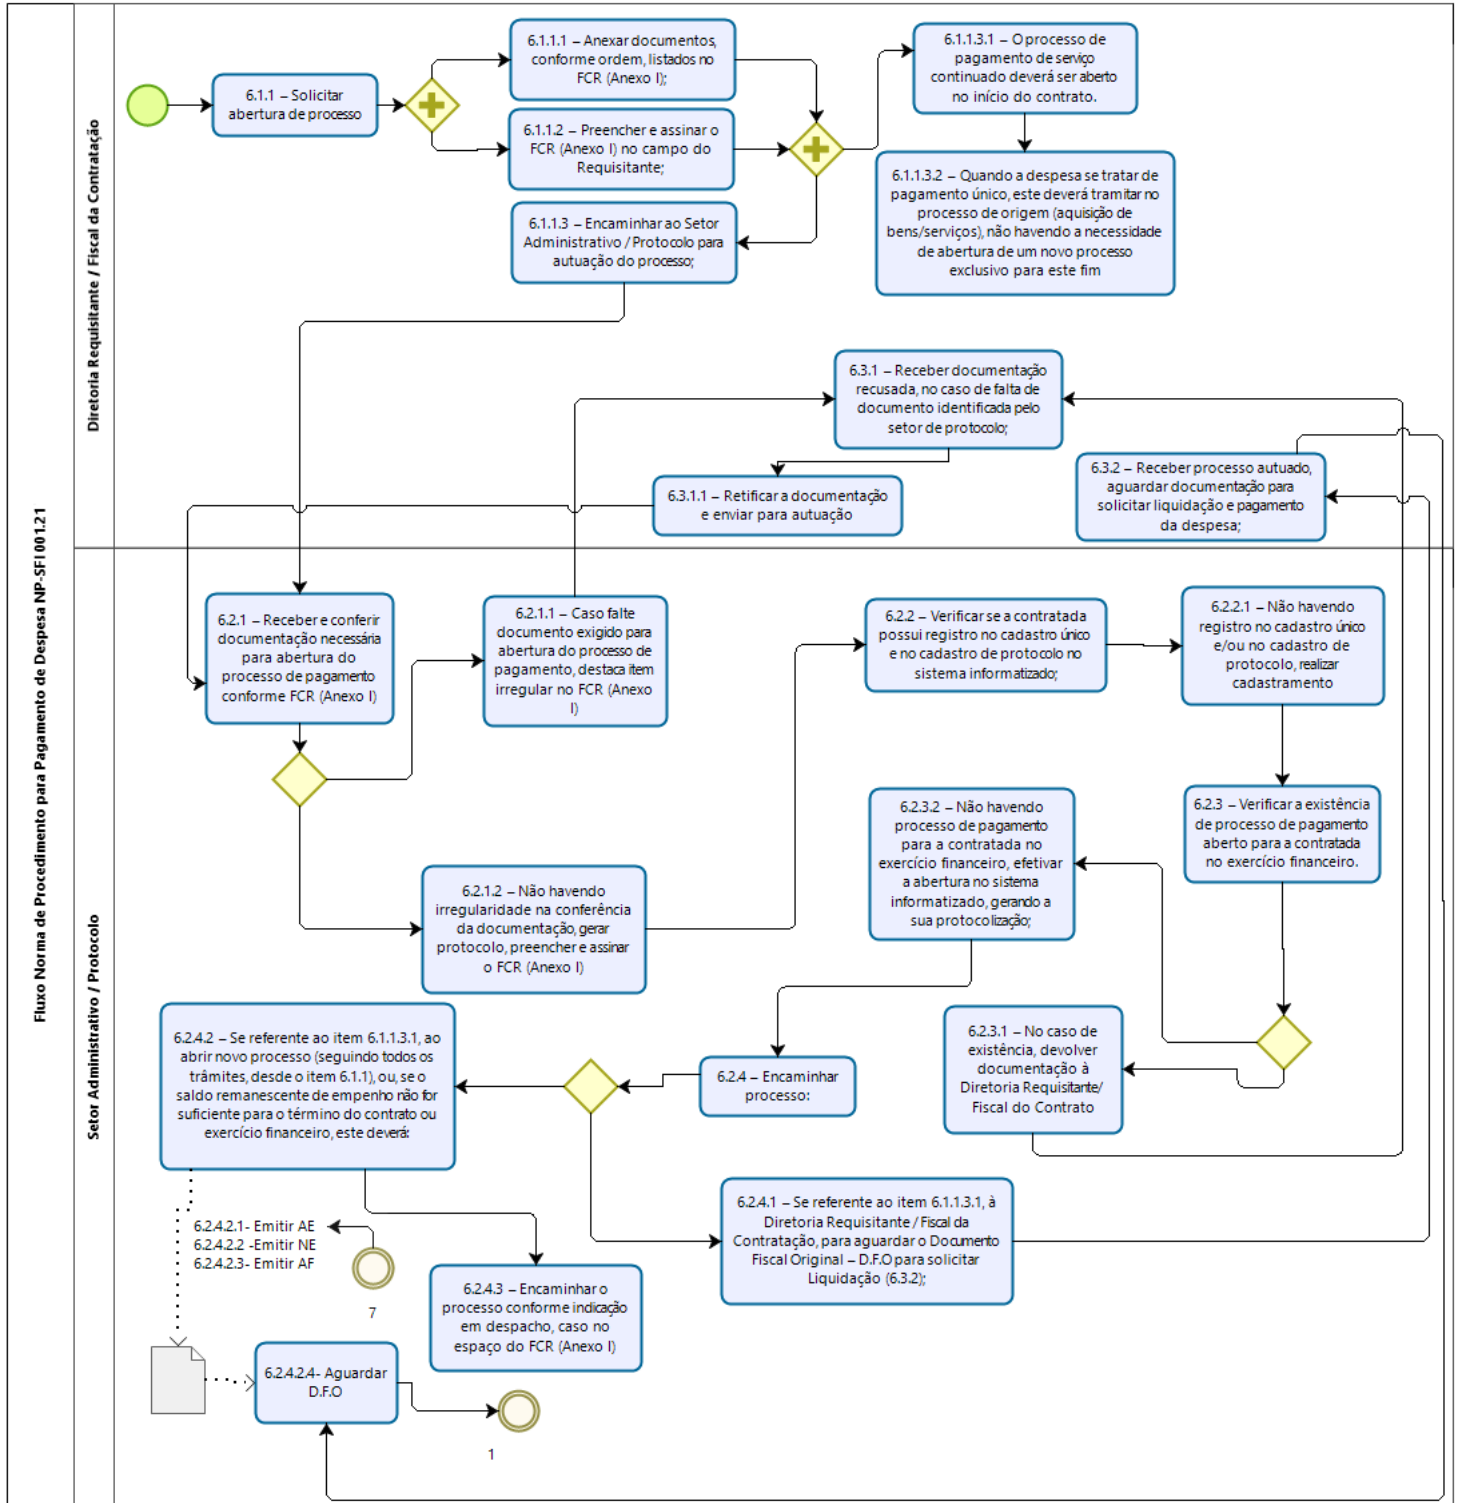 Fluxo Norma de Procedimento para Pagamento de Despesa NP-SFI 001.21
Diretoria Requisitante / Fiscal da Contratação
6.1.1 – Solicitar
abertura de processo
6.1.1.1 – Anexar documentos,
conforme ordem, listados no
FCR (Anexo I);
6.1.1.2 – Preencher e assinar o
FCR (Anexo I) no campo do
Requisitante;
6.1.1.3 – Encaminhar ao Setor
Administrativo / Protocolo para
autuação do processo;
6.1.1.3.1 – O processo de
pagamento de serviço
continuado deverá ser aberto
no início do contrato.
6.1.1.3.2 – Quando a despesa se tratar de
pagamento único, este deverá tramitar no
processo de origem (aquisição de
bens/serviços), não havendo a necessidade
de abertura de um novo processo
exclusivo para este fim
6.3.1 – Receber documentação
recusada, no caso de falta de
documento identificada pelo
setor de protocolo;
6.3.1.1 – Retificar a documentação
e enviar para autuação
6.3.2 – Receber processo autuado,
aguardar documentação para
solicitar liquidação e pagamento
da despesa;
Setor Administrativo / Protocolo
6.2.1 – Receber e conferir
documentação necessária
para abertura do
processo de pagamento
conforme FCR (Anexo I)
6.2.1.1 – Caso falte
documento exigido para
abertura do processo de
pagamento, destaca item
irregular no FCR (Anexo
I)
6.2.2 – Verificar se a contratada
possui registro no cadastro único
e no cadastro de protocolo no
sistema informatizado;
6.2.2.1 – Não havendo
registro no cadastro único
e/ou no cadastro de
protocolo, realizar
cadastramento
6.2.1.2 – Não havendo
irregularidade na conferência
da documentação, gerar
protocolo, preencher e assinar
o FCR (Anexo I)
6.2.3.2 – Não havendo
processo de pagamento
para a contratada no
exercício financeiro, efetivar
a abertura no sistema
informatizado, gerando a
sua protocolização;
6.2.3 – Verificar a existência
de processo de pagamento
aberto para a contratada
no exercício financeiro.
6.2.4.2 – Se referente ao item 6.1.1.3.1, ao
abrir novo processo (seguindo todos os
trâmites, desde o item 6.1.1), ou, se o
saldo remanescente de empenho não for
suficiente para o término do contrato ou
exercício financeiro, este deverá:
6.2.4 – Encaminhar
processo:
6.2.3.1 – No caso de
existência, devolver
documentação à
Diretoria Requisitante/
Fiscal do Contrato
6.2.4.1 – Se referente ao item 6.1.1.3.1, à
Diretoria Requisitante / Fiscal da
Contratação, para aguardar o Documento
Fiscal Original – D.F.O para solicitar
Liquidação (6.3.2);
6.2.4.2.1- Emitir AE
6.2.4.2.2 -Emitir NE
6.2.4.2.3- Emitir AF
7
6.2.4.3 – Encaminhar o
processo conforme indicação
em despacho, caso no
espaço do FCR (Anexo I)
6.2.4.2.4- Aguardar
D.F.O
1